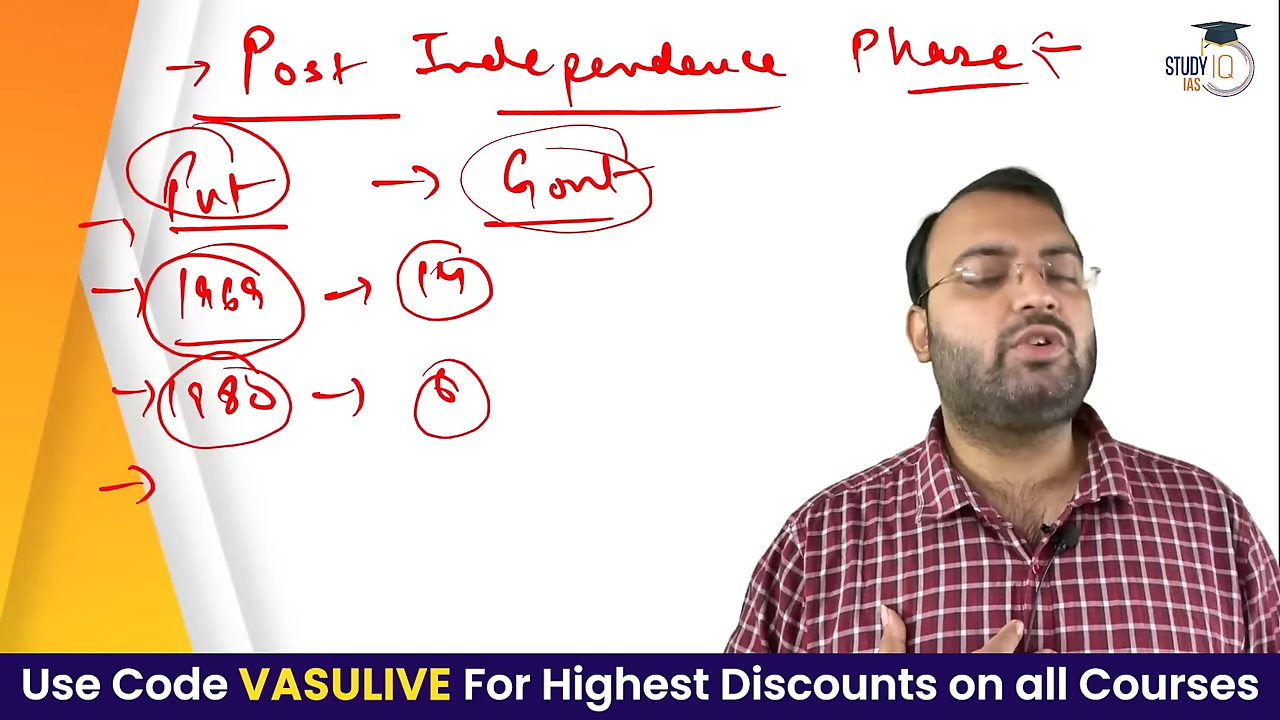 → Post Independence Phase ←
STUDY IQ
IAS
Pvt → Govt
→
→ 1969 → 14
→ 1980 → 6
→
Use Code VASULIVE For Highest Discounts on all Courses